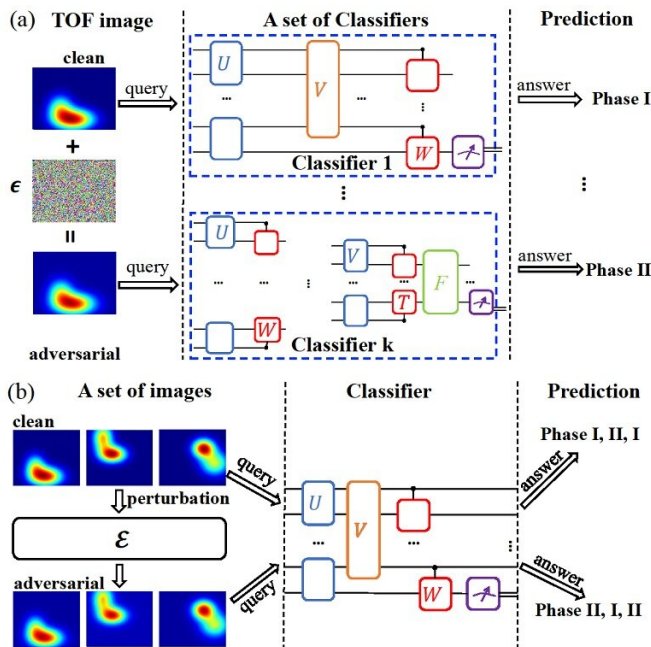 (a) TOF image A set of Classifiers Prediction
clean
U
V
query
answer
Phase I
...
... ...
+
ϵ
W
Classifier 1
=
U
V
query
answer
Phase II
... ... ... F ...
T
W
Classifier k
adversarial
(b) A set of images Classifier Prediction
clean
Phase I, II, I
query
answer
perturbation
U
V
ℰ
... ...
adversarial
query
answer
W
Phase II, I, II